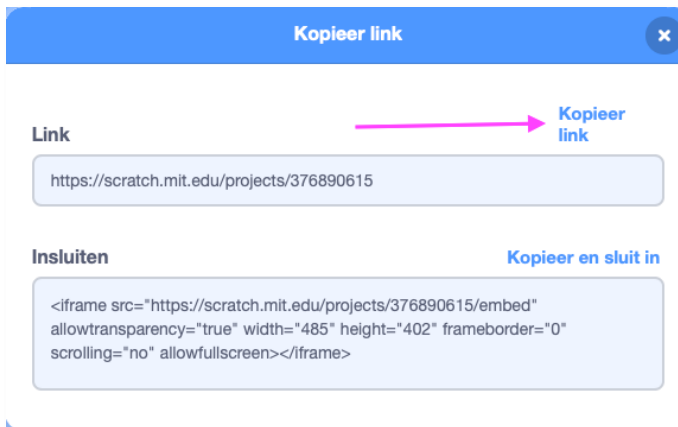 Kopieer link
Kopieer
link
Link
https://scratch.mit.edu/projects/376890615
Insluiten
Kopieer en sluit in
<iframe src="https://scratch.mit.edu/projects/376890615/embed"
allowtransparency="true" width="485" height="402" frameborder="0"
scrolling="no" allowfullscreen></iframe>